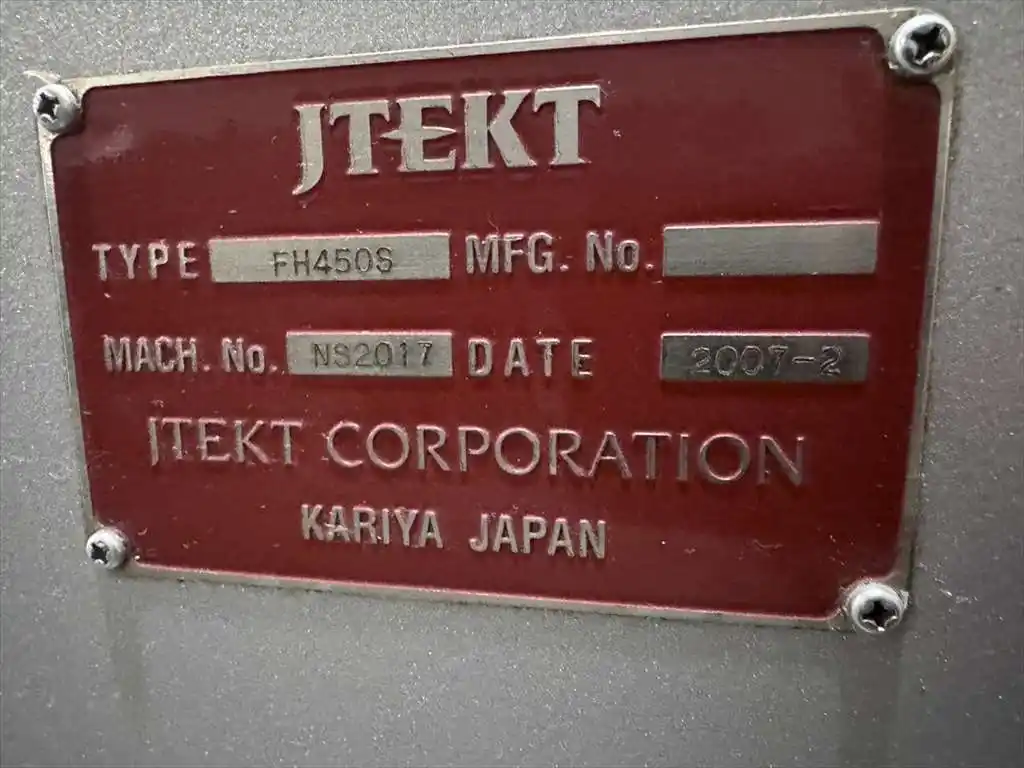 JTEKT
TYPE FH450S MFG. No.
MACH. No. NS2017 DATE 2007-2
JTEKT CORPORATION
KARIYA JAPAN